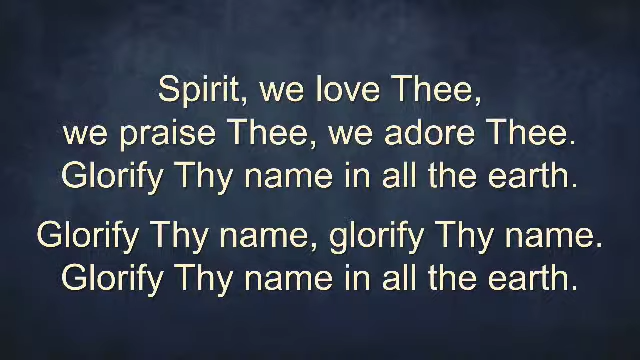 Spirit, we love Thee,
we praise Thee, we adore Thee.
Glorify Thy name in all the earth.
Glorify Thy name, glorify Thy name.
Glorify Thy name in all the earth.